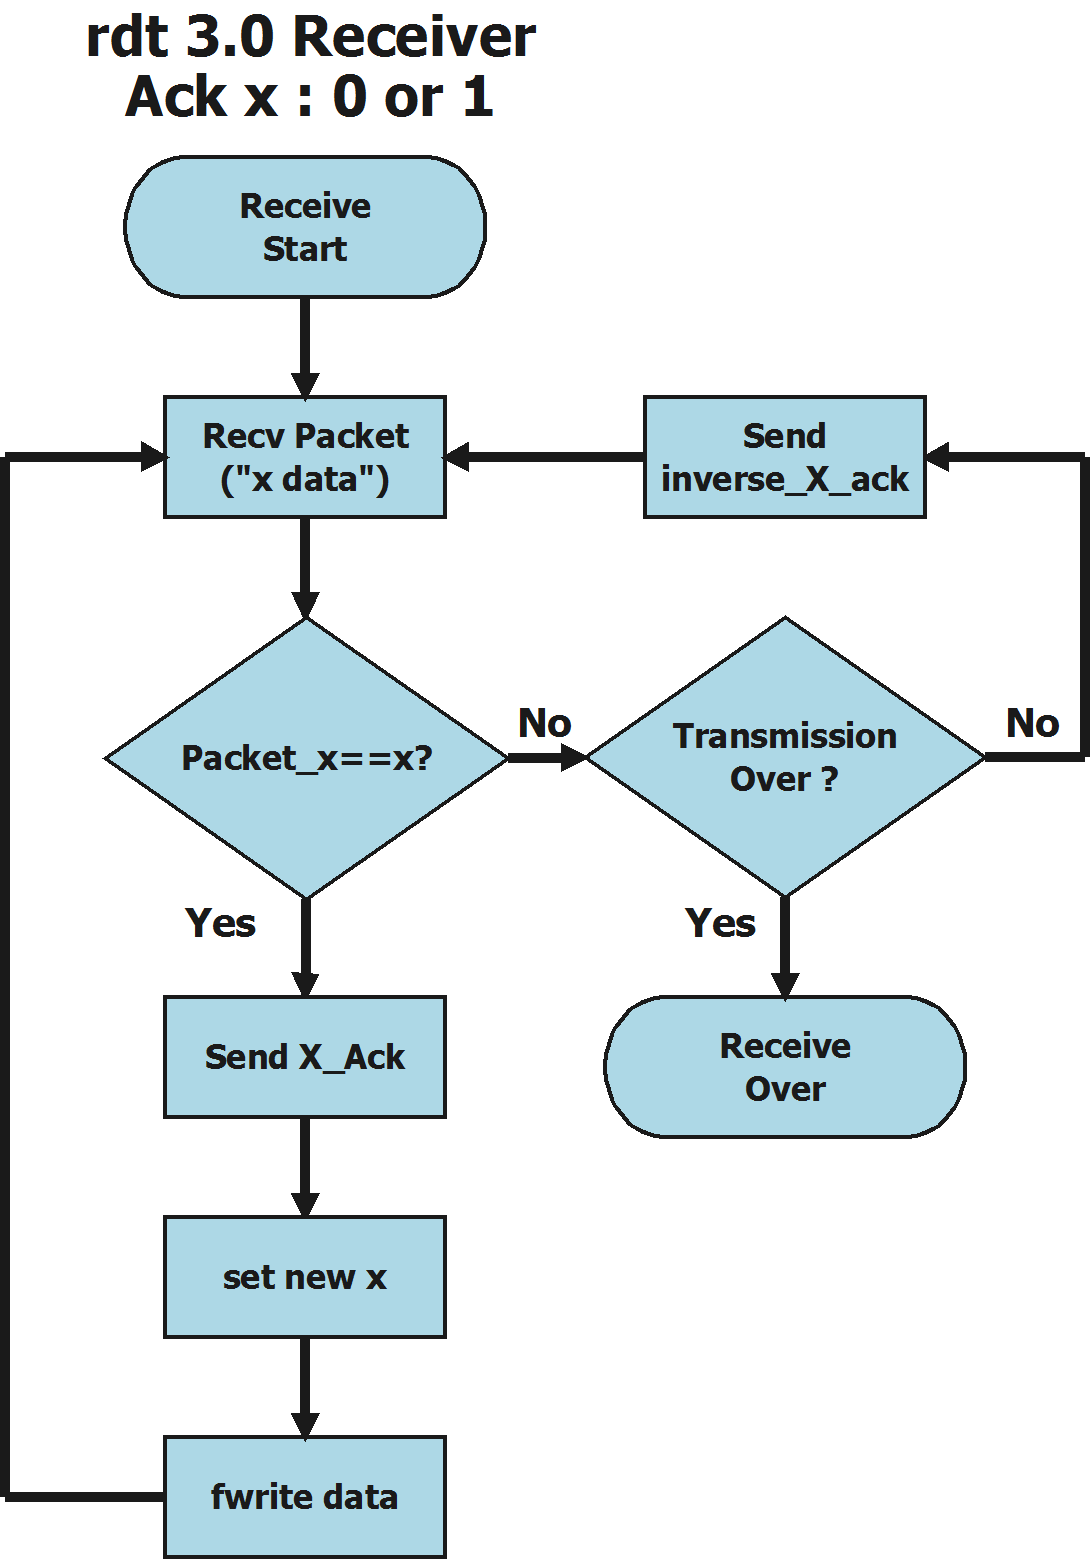 rdt 3.0 Receiver
Ack x : 0 or 1
Receive
Start
Recv Packet
("x data")
Send
inverse_X_ack
Packet_x==x?
No
Transmission
Over ?
No
Yes
Yes
Send X_Ack
Receive
Over
set new x
fwrite data